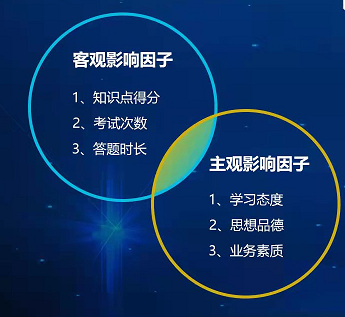 客观影响因子
1、知识点得分
2、考试次数
3、答题时长
主观影响因子
1、学习态度
2、思想品德
3、业务素质